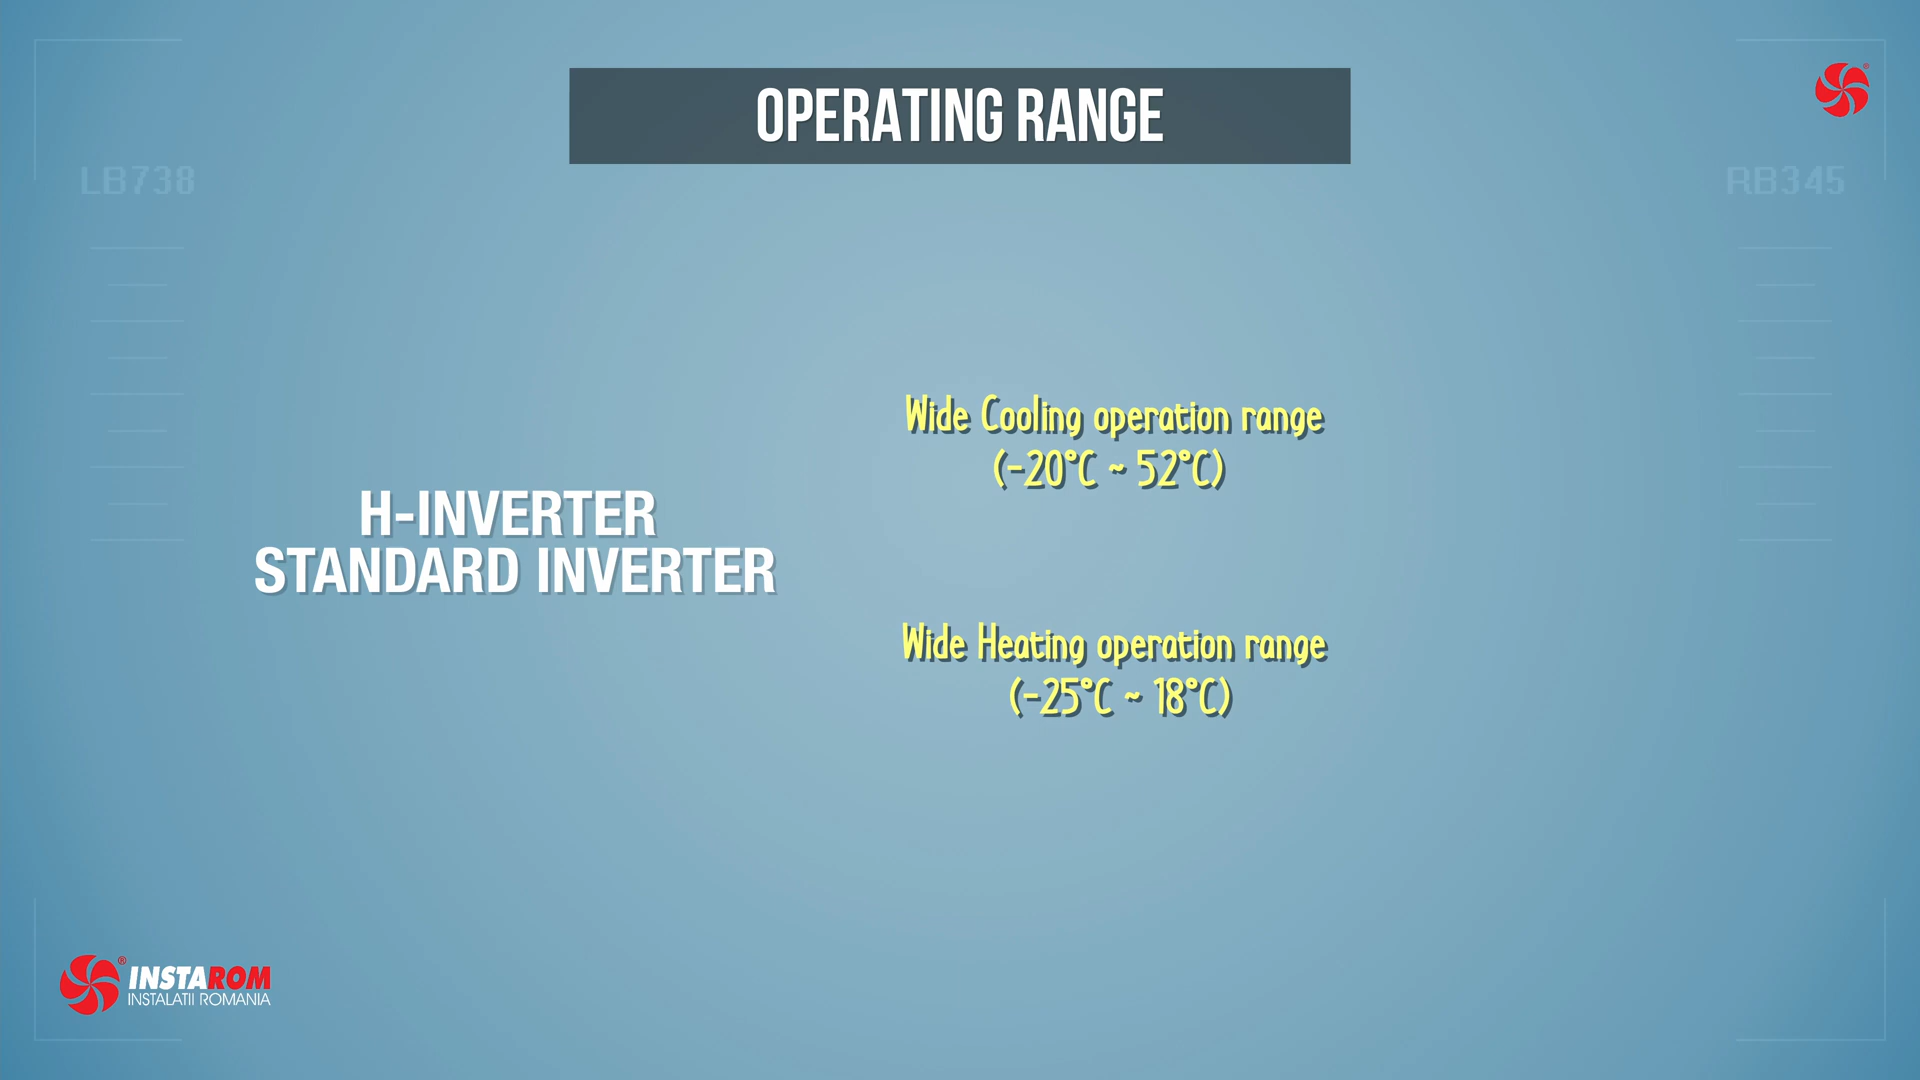 OPERATING RANGE
LB738
RB345
Wide Cooling operation range
(-20°C ~ 52°C)
H-INVERTER
STANDARD INVERTER
Wide Heating operation range
(-25°C ~ 18°C)
INSTAROM
INSTALATII ROMANIA